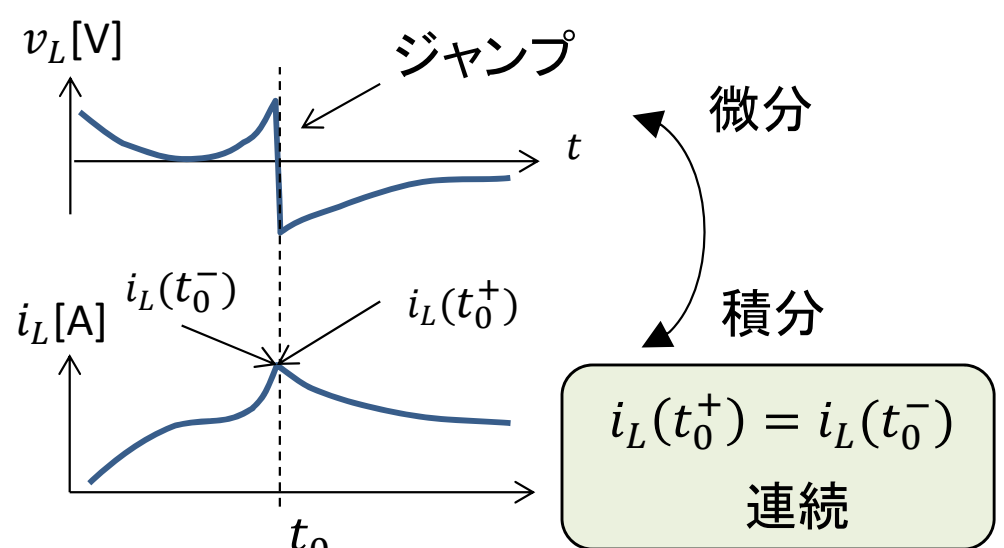 v_L[V]
ジャンプ
微分
t
i_L(t_0^-)
i_L(t_0^+)
i_L[A]
積分
i_L(t_0^+) = i_L(t_0^-)
連続
t_0